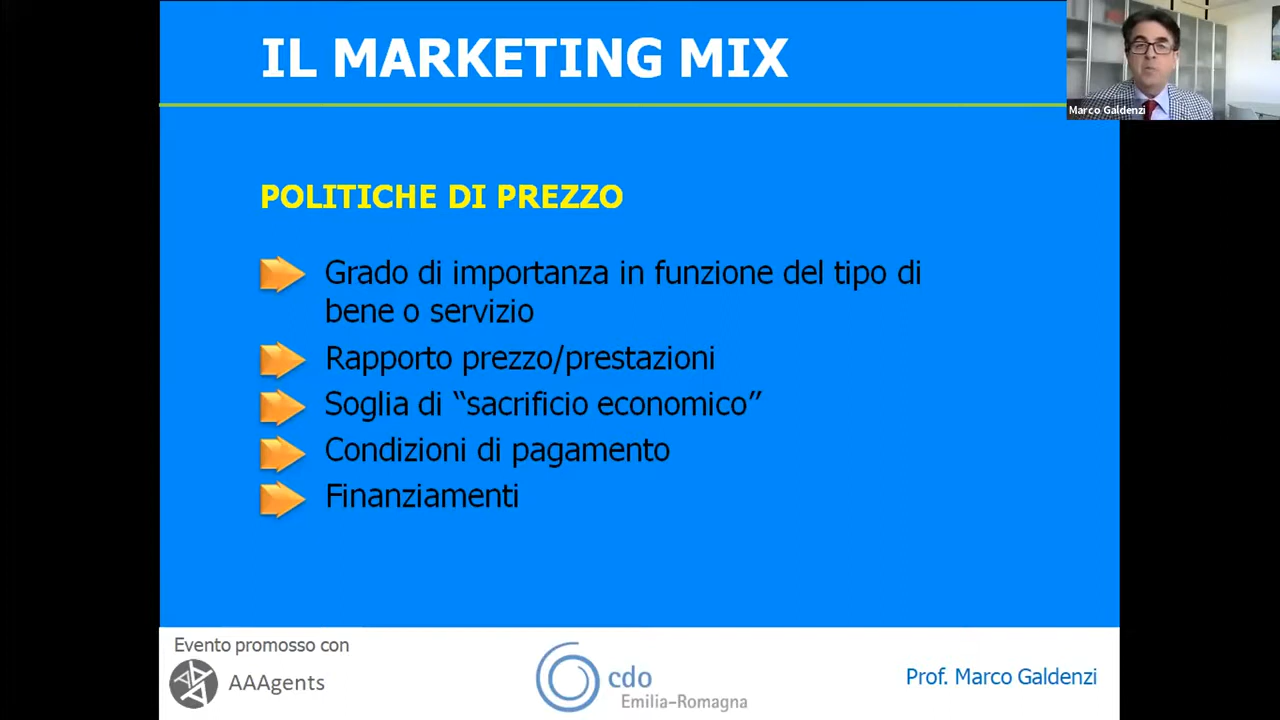 IL MARKETING MIX
Marco Galdenzi
POLITICHE DI PREZZO
Grado di importanza in funzione del tipo di
bene o servizio
Rapporto prezzo/prestazioni
Soglia di “sacrificio economico”
Condizioni di pagamento
Finanziamenti
Evento promosso con
AAAgents
cdo
Emilia-Romagna
Prof. Marco Galdenzi